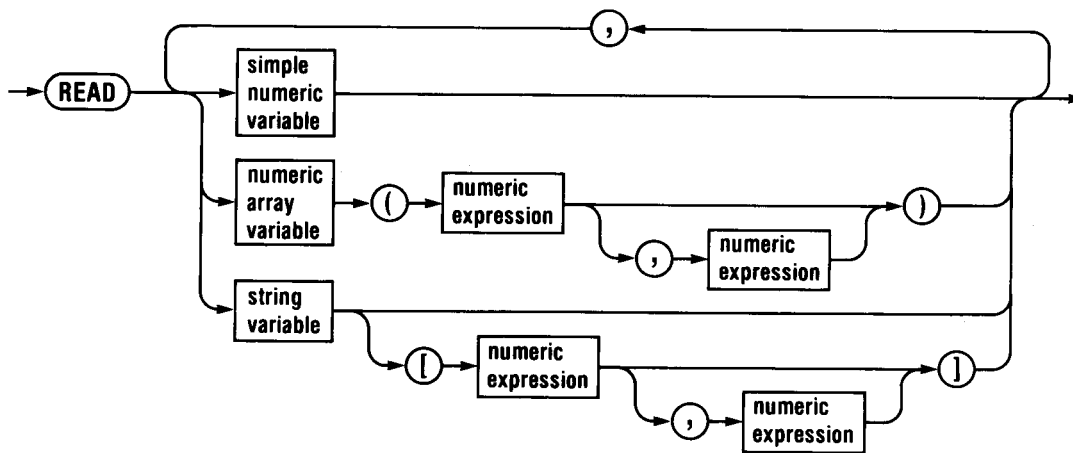 ,
READ
simple
numeric
variable
numeric
array
variable
(
numeric
expression
,
numeric
expression
)
string
variable
[
numeric
expression
,
numeric
expression
]